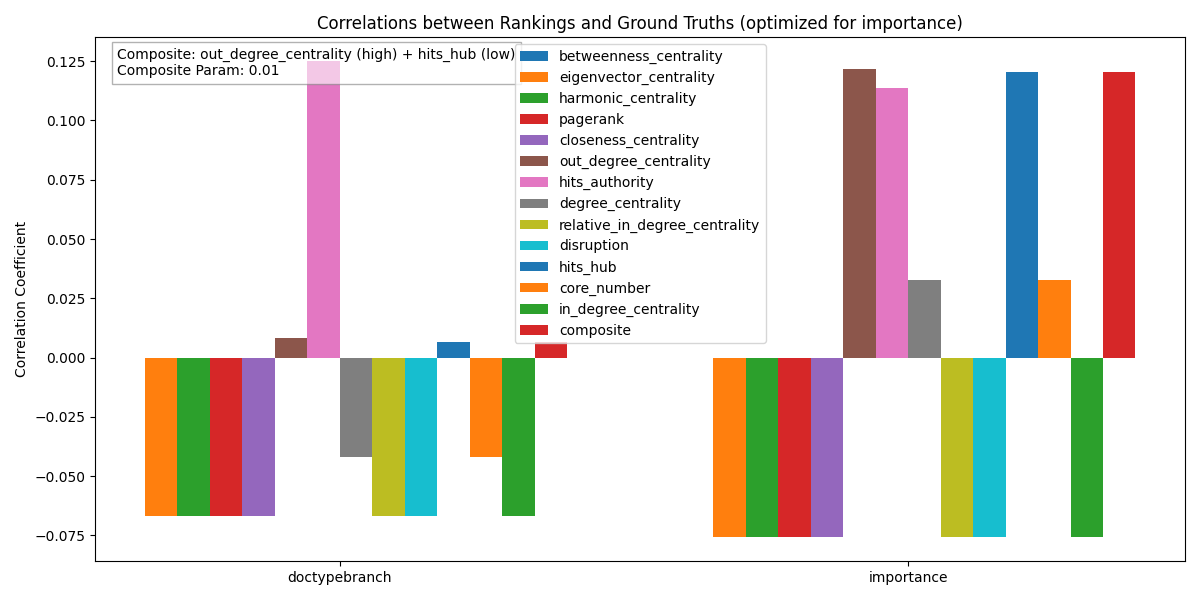 Correlations between Rankings and Ground Truths (optimized for importance)
Composite: out_degree_centrality (high) + hits_hub (low)
Composite Param: 0.01
betweenness_centrality
eigenvector_centrality
harmonic_centrality
pagerank
closeness_centrality
out_degree_centrality
hits_authority
degree_centrality
relative_in_degree_centrality
disruption
hits_hub
core_number
in_degree_centrality
composite
Correlation Coefficient
0.125
0.100
0.075
0.050
0.025
0.000
−0.025
−0.050
−0.075
doctypebranch
importance